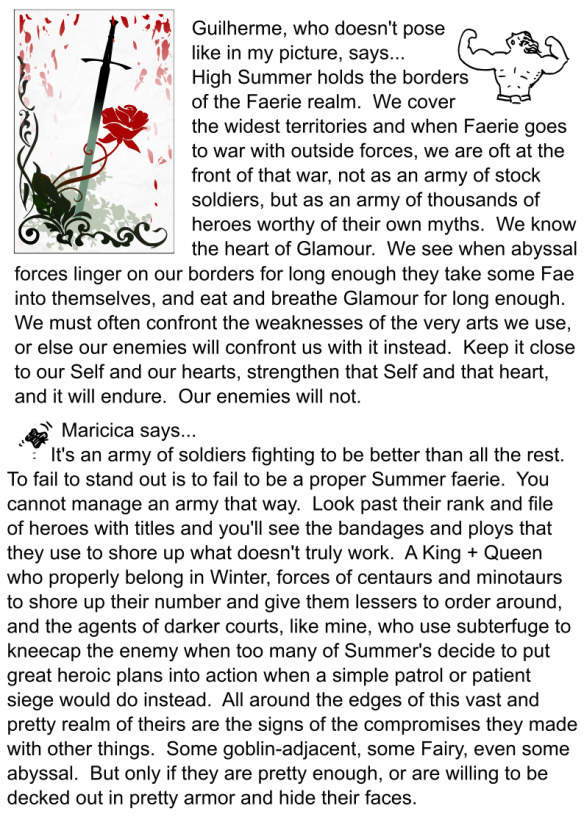 Guilherme, who doesn't pose
like in my picture, says...
High Summer holds the borders
of the Faerie realm.  We cover
the widest territories and when Faerie goes
to war with outside forces, we are oft at the
front of that war, not as an army of stock
soldiers, but as an army of thousands of
heroes worthy of their own myths.  We know
the heart of Glamour.  We see when abyssal
forces linger on our borders for long enough they take some Fae
into themselves, and eat and breathe Glamour for long enough.
We must often confront the weaknesses of the very arts we use,
or else our enemies will confront us with it instead.  Keep it close
to our Self and our hearts, strengthen that Self and that heart,
and it will endure.  Our enemies will not.
Maricica says...
It's an army of soldiers fighting to be better than all the rest.
To fail to stand out is to fail to be a proper Summer faerie.  You
cannot manage an army that way.  Look past their rank and file
of heroes with titles and you'll see the bandages and ploys that
they use to shore up what doesn't truly work.  A King + Queen
who properly belong in Winter, forces of centaurs and minotaurs
to shore up their number and give them lessers to order around,
and the agents of darker courts, like mine, who use subterfuge to
kneecap the enemy when too many of Summer's decide to put
great heroic plans into action when a simple patrol or patient
siege would do instead.  All around the edges of this vast and
pretty realm of theirs are the signs of the compromises they made
with other things.  Some goblin-adjacent, some Fairy, even some
abyssal.  But only if they are pretty enough, or are willing to be
decked out in pretty armor and hide their faces.